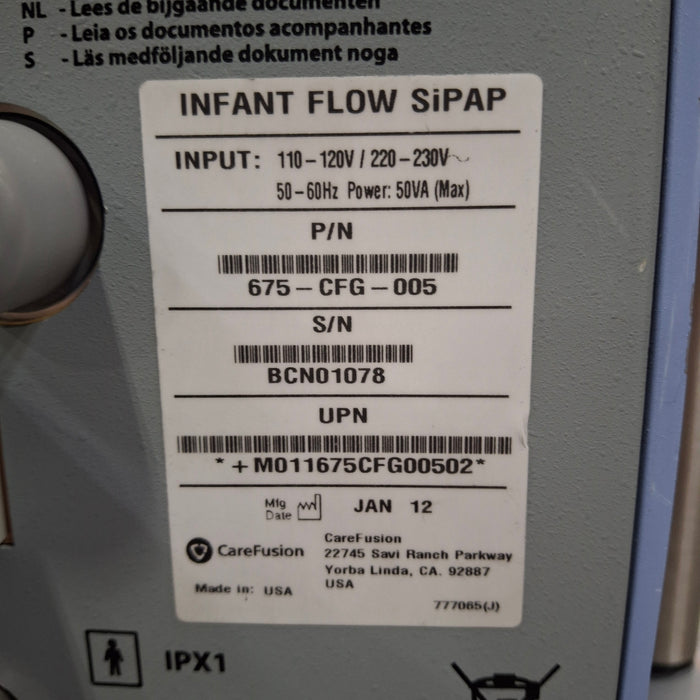 NL - Lees de bijgaande documenten
P - Leia os documentos acompanhantes
S - Läs medföljande dokument noga
INFANT FLOW SiPAP
INPUT: 110-120V / 220-230V~
50-60Hz Power: 50VA (Max)
P/N
675-CFG-005
S/N
BCN01078
UPN
*+M011675CFG00502*
Mfg Date JAN 12
CareFusion
CareFusion
22745 Savi Ranch Parkway
Yorba Linda, CA. 92887
USA
Made in: USA
777065(J)
IPX1